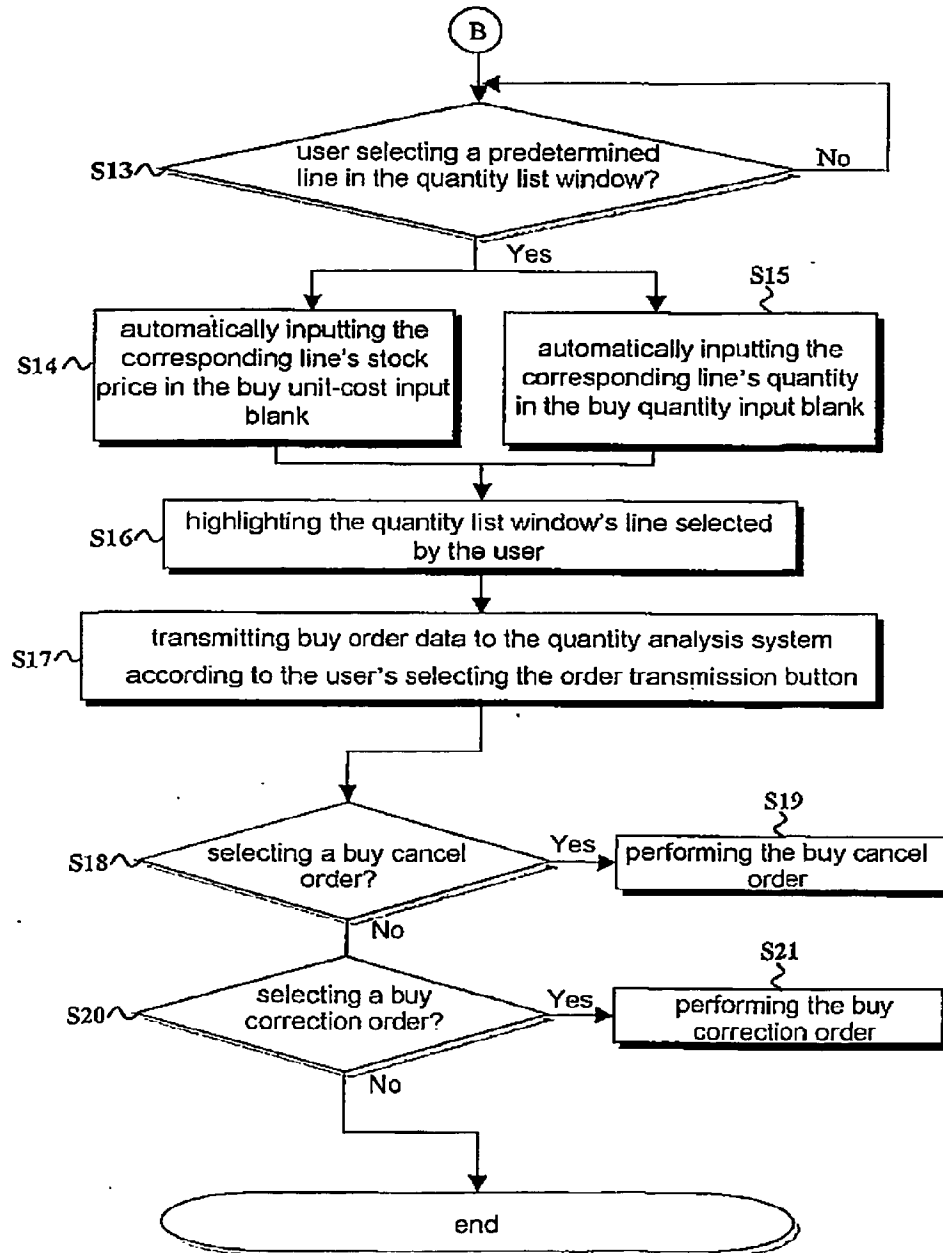 B
user selecting a predetermined
line in the quantity list window?
S13
No
Yes
S15
automatically inputting the
corresponding line's stock
price in the buy unit-cost input
blank
S14
automatically inputting the
corresponding line's quantity
in the buy quantity input blank
highlighting the quantity list window's line selected
by the user
S16
transmitting buy order data to the quantity analysis system
according to the user's selecting the order transmission button
S17
S19
selecting a buy cancel
order?
S18
Yes
performing the buy cancel
order
No
S21
selecting a buy
correction order?
S20
Yes
performing the buy
correction order
No
end